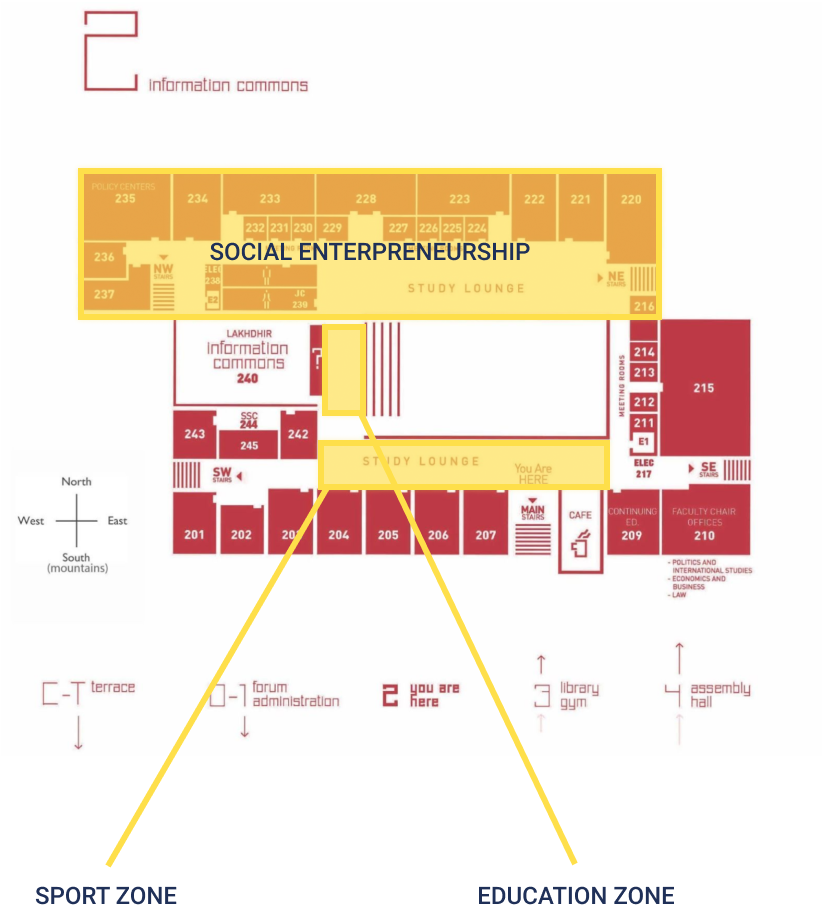 2
information commons
POLICY CENTERS
235
234
233
228
223
222
221
220
232 231 230 229 227 226 225 224
236
SOCIAL ENTERPRENEURSHIP
NW
STAIRS
ELEC
238
NE
STAIRS
237
E2
JC
239
STUDY LOUNGE
216
LAKHDHIR
information
commons
240
?
MEETING ROOMS
214
213
212
211
215
243
SSC
244
245
242
E1
STUDY LOUNGE
You Are
HERE
ELEC
217
SW
STAIRS
SE
STAIRS
North
West
East
South
(mountains)
201 202 203 204 205 206 207
MAIN
STAIRS
CAFE
CONTINUING
ED.
209
FACULTY CHAIR
OFFICES
210
- POLITICS AND
INTERNATIONAL STUDIES
- ECONOMICS AND
BUSINESS
- LAW
C-T terrace
0-1 forum
administration
2 you are
here
3 library
gym
4 assembly
hall
SPORT ZONE
EDUCATION ZONE